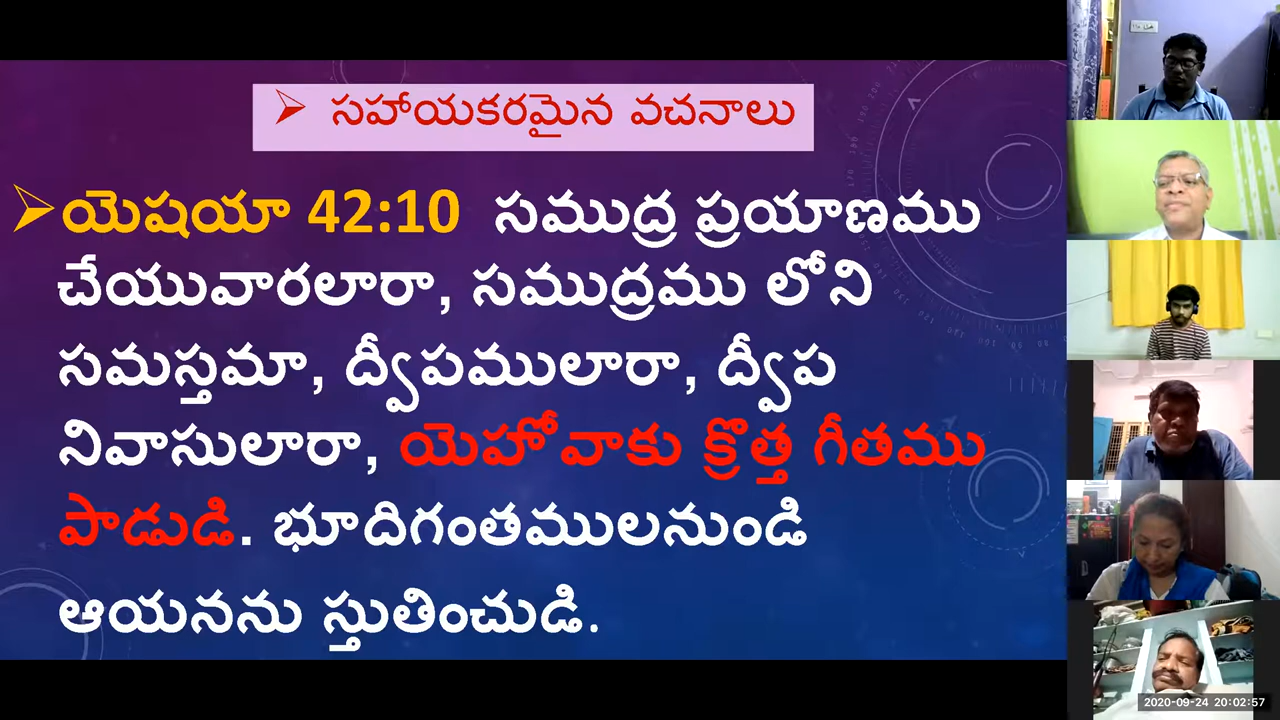 ➢ సహాయకరమైన వచనాలు
➢యెషయా 42:10 సముద్ర ప్రయాణము
చేయువారలారా, సముద్రము లోని
సమస్తమా, ద్వీపములారా, ద్వీప
నివాసులారా, యెహోవాకు క్రొత్త గీతము
పాడుడి. భూదిగంతములనుండి
ఆయనను స్తుతించుడి.
2020-09-24 20:02:57